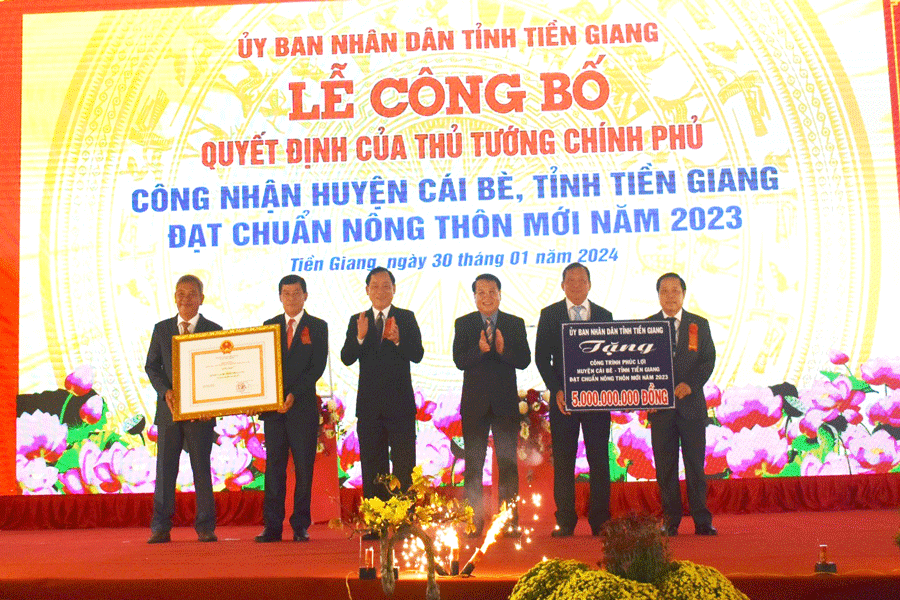 ỦY BAN NHÂN DÂN TỈNH TIỀN GIANG
LỄ CÔNG BỐ
QUYẾT ĐỊNH CỦA THỦ TƯỚNG CHÍNH PHỦ
CÔNG NHẬN HUYỆN CÁI BÈ, TỈNH TIỀN GIANG
ĐẠT CHUẨN NÔNG THÔN MỚI NĂM 2023
Tiền Giang, ngày 30 tháng 01 năm 2024
ỦY BAN NHÂN DÂN TỈNH TIỀN GIANG
Tặng
CÔNG TRÌNH PHÚC LỢI
HUYỆN CÁI BÈ - TỈNH TIỀN GIANG
ĐẠT CHUẨN NÔNG THÔN MỚI NĂM 2023
5.000.000.000 ĐỒNG